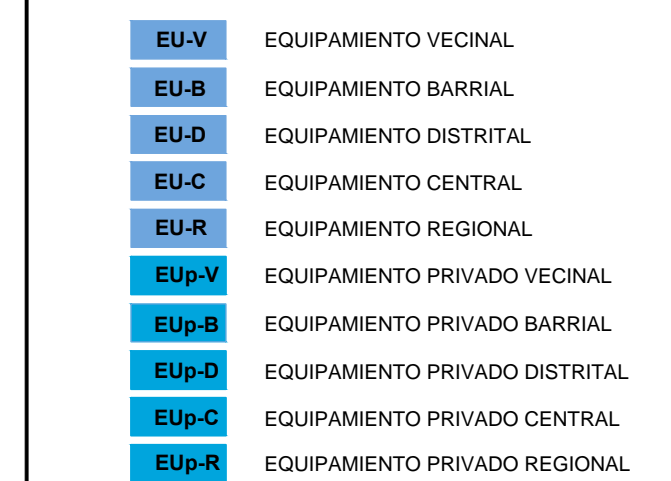 EU-V EQUIPAMIENTO VECINAL
EU-B EQUIPAMIENTO BARRIAL
EU-D EQUIPAMIENTO DISTRITAL
EU-C EQUIPAMIENTO CENTRAL
EU-R EQUIPAMIENTO REGIONAL
EUp-V EQUIPAMIENTO PRIVADO VECINAL
EUp-B EQUIPAMIENTO PRIVADO BARRIAL
EUp-D EQUIPAMIENTO PRIVADO DISTRITAL
EUp-C EQUIPAMIENTO PRIVADO CENTRAL
EUp-R EQUIPAMIENTO PRIVADO REGIONAL